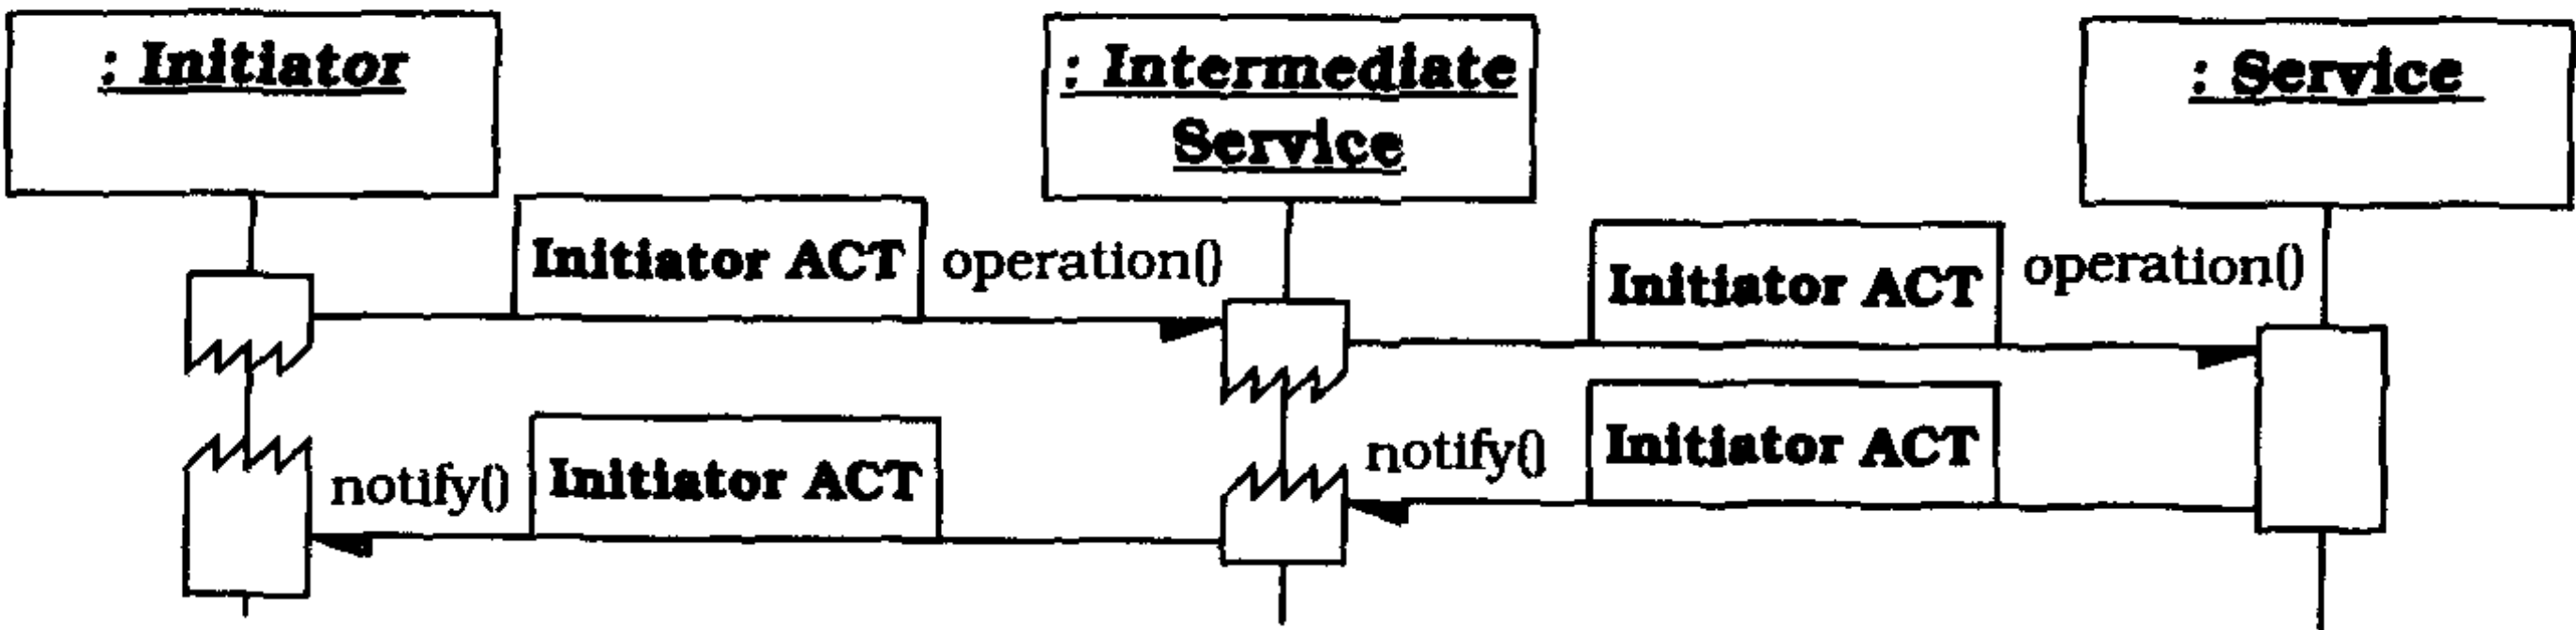 : Initiator
: Intermediate
Service
: Service
Initiator ACT
operation()
Initiator ACT
operation()
notify()
Initiator ACT
notify()
Initiator ACT